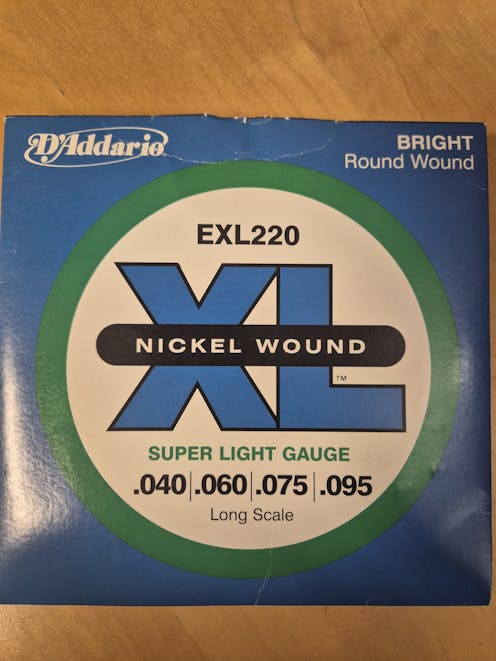 D'Addario
BRIGHT
Round Wound
EXL220
XL
NICKEL WOUND
TM
SUPER LIGHT GAUGE
.040 | .060 | .075 | .095
Long Scale